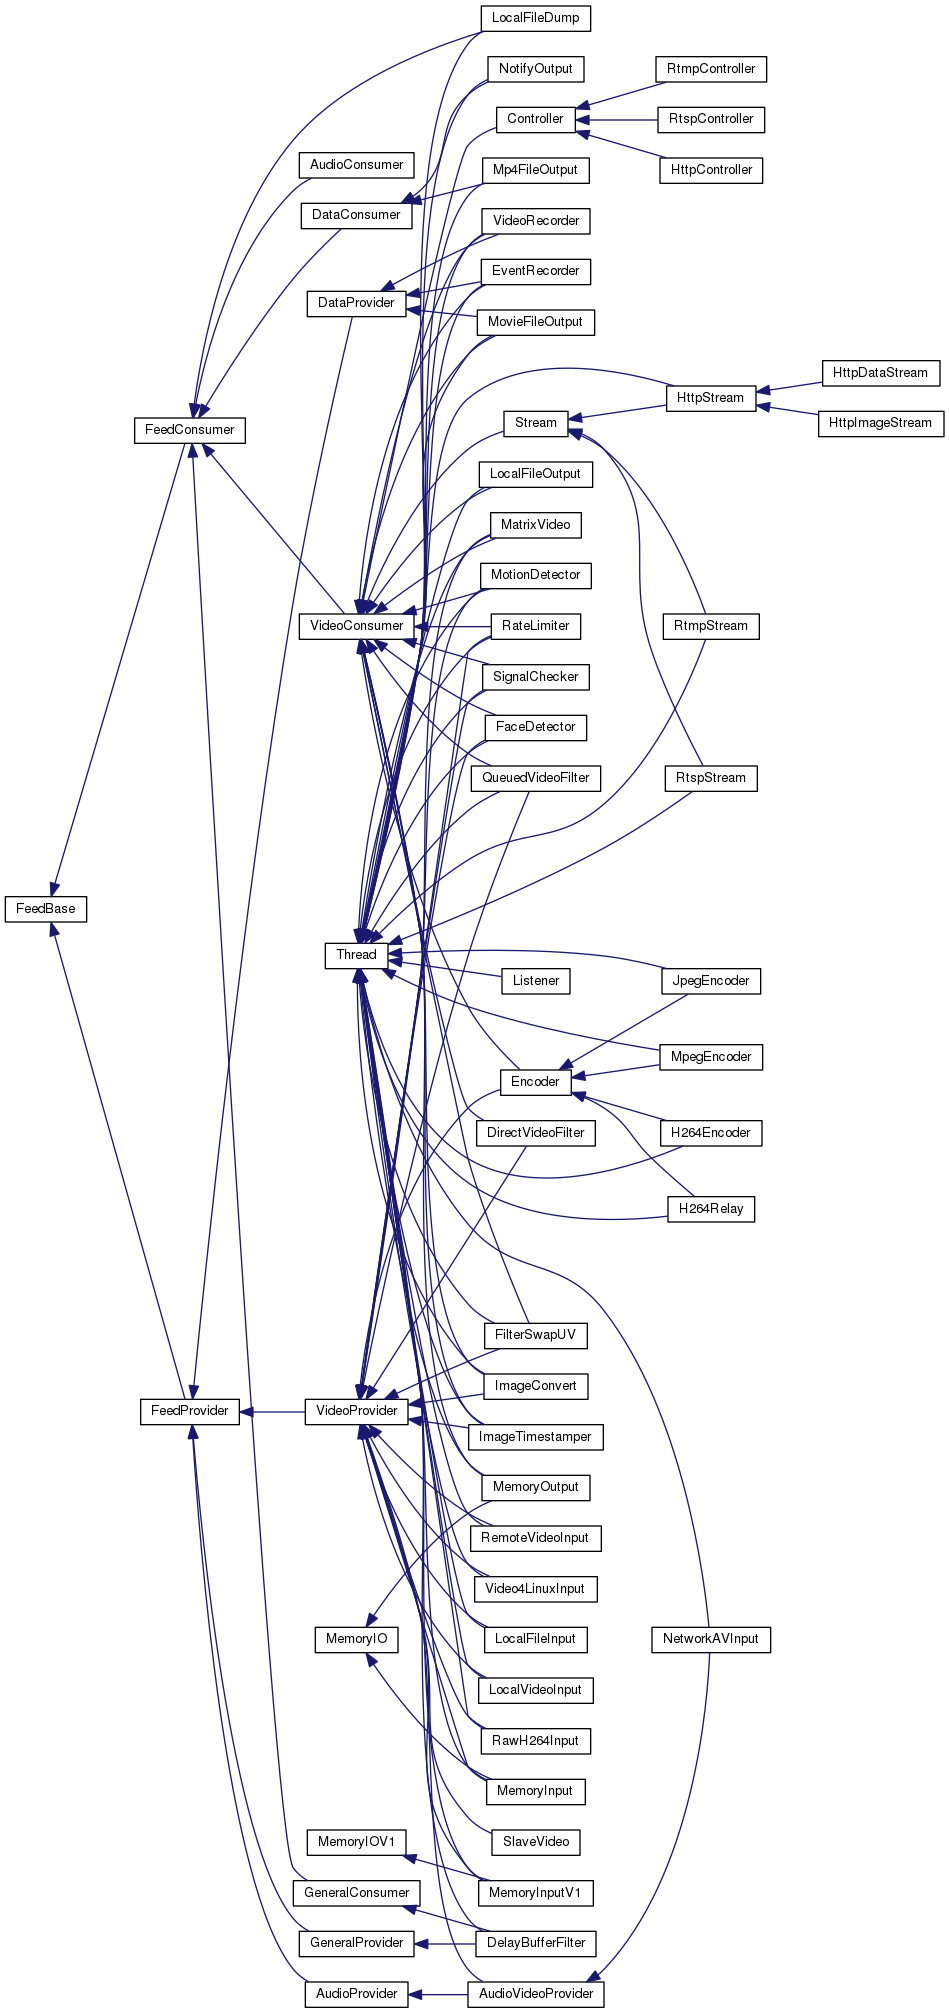 LocalFileDump
NotifyOutput
RtmpController
Controller
RtspController
AudioConsumer
Mp4FileOutput
HttpController
DataConsumer
VideoRecorder
EventRecorder
DataProvider
MovieFileOutput
HttpDataStream
HttpStream
Stream
HttpImageStream
FeedConsumer
LocalFileOutput
MatrixVideo
MotionDetector
VideoConsumer
RateLimiter
RtmpStream
SignalChecker
FaceDetector
QueuedVideoFilter
RtspStream
FeedBase
Thread
Listener
JpegEncoder
MpegEncoder
Encoder
DirectVideoFilter
H264Encoder
H264Relay
FilterSwapUV
ImageConvert
FeedProvider
VideoProvider
ImageTimestamper
MemoryOutput
RemoteVideoInput
Video4LinuxInput
MemoryIO
LocalFileInput
NetworkAVInput
LocalVideoInput
RawH264Input
MemoryInput
MemoryIOV1
SlaveVideo
GeneralConsumer
MemoryInputV1
GeneralProvider
DelayBufferFilter
AudioProvider
AudioVideoProvider